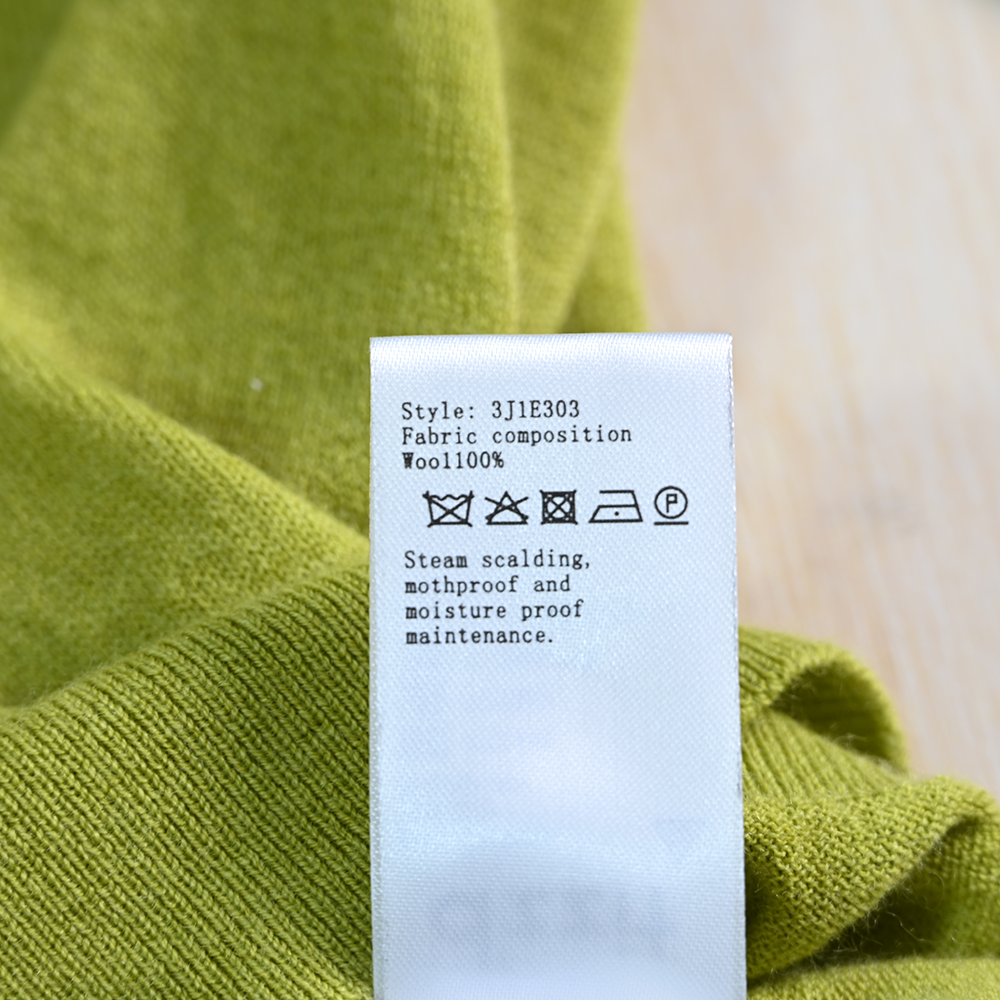 Style: 3J1E303
Fabric composition
Wool100%
P
Steam scalding,
mothproof and
moisture proof
maintenance.